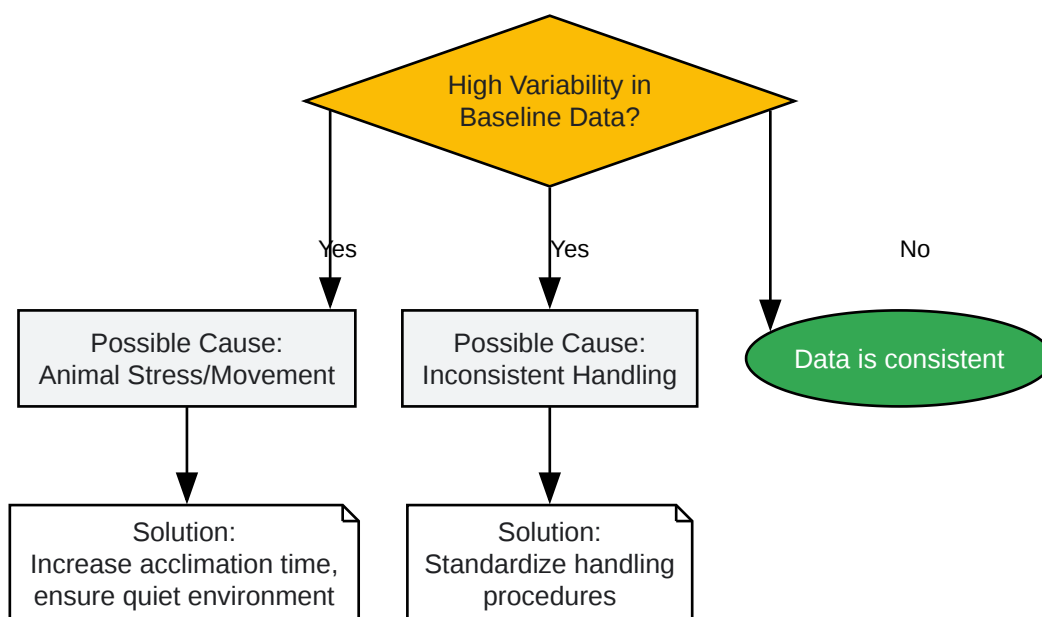 High Variability in
Baseline Data?
Yes
Yes
No
Possible Cause:
Animal Stress/Movement
Possible Cause:
Inconsistent Handling
Data is consistent
Solution:
Increase acclimation time,
ensure quiet environment
Solution:
Standardize handling
procedures